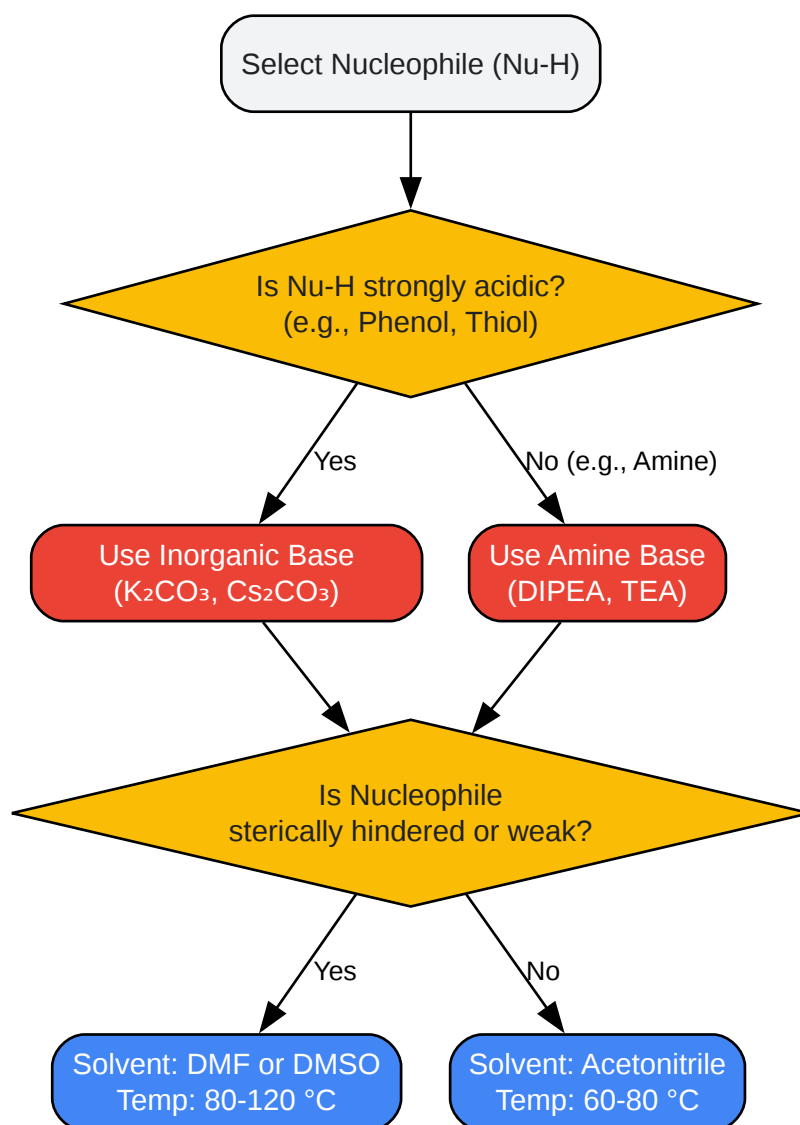 Select Nucleophile (Nu-H)
Is Nu-H strongly acidic?
(e.g., Phenol, Thiol)
Yes
No (e.g., Amine)
Use Inorganic Base
(K₂CO₃, Cs₂CO₃)
Use Amine Base
(DIPEA, TEA)
Is Nucleophile
sterically hindered or weak?
Yes
No
Solvent: DMF or DMSO
Temp: 80-120 °C
Solvent: Acetonitrile
Temp: 60-80 °C